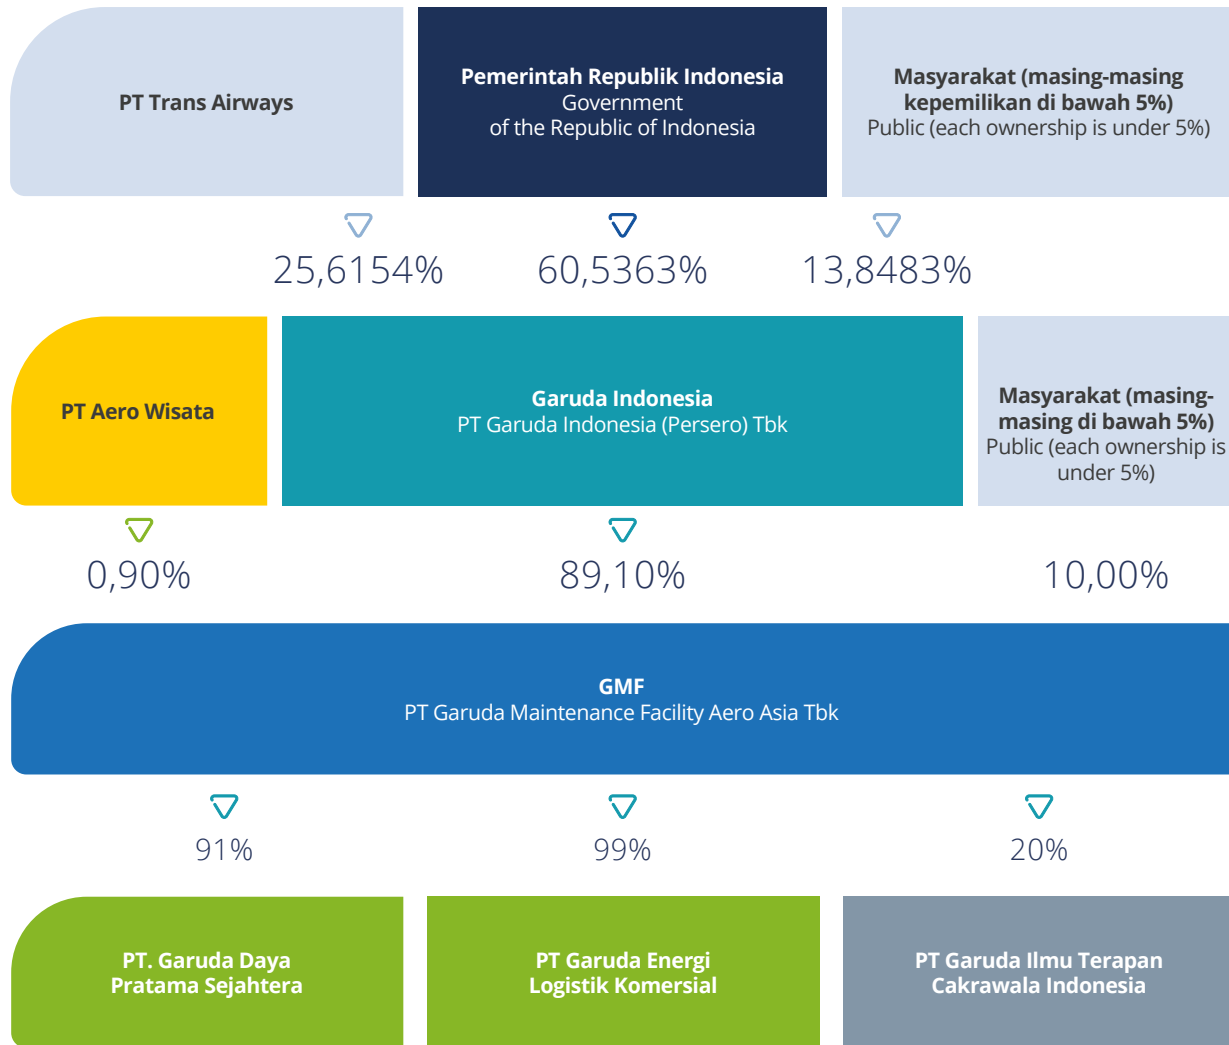 PT Trans Airways
Pemerintah Republik Indonesia
Government
of the Republic of Indonesia
Masyarakat (masing-masing
kepemilikan di bawah 5%)
Public (each ownership is under 5%)
25,6154%
60,5363%
13,8483%
PT Aero Wisata
Garuda Indonesia
PT Garuda Indonesia (Persero) Tbk
Masyarakat (masing-
masing di bawah 5%)
Public (each ownership is
under 5%)
0,90%
89,10%
10,00%
GMF
PT Garuda Maintenance Facility Aero Asia Tbk
91%
99%
20%
PT. Garuda Daya
Pratama Sejahtera
PT Garuda Energi
Logistik Komersial
PT Garuda Ilmu Terapan
Cakrawala Indonesia